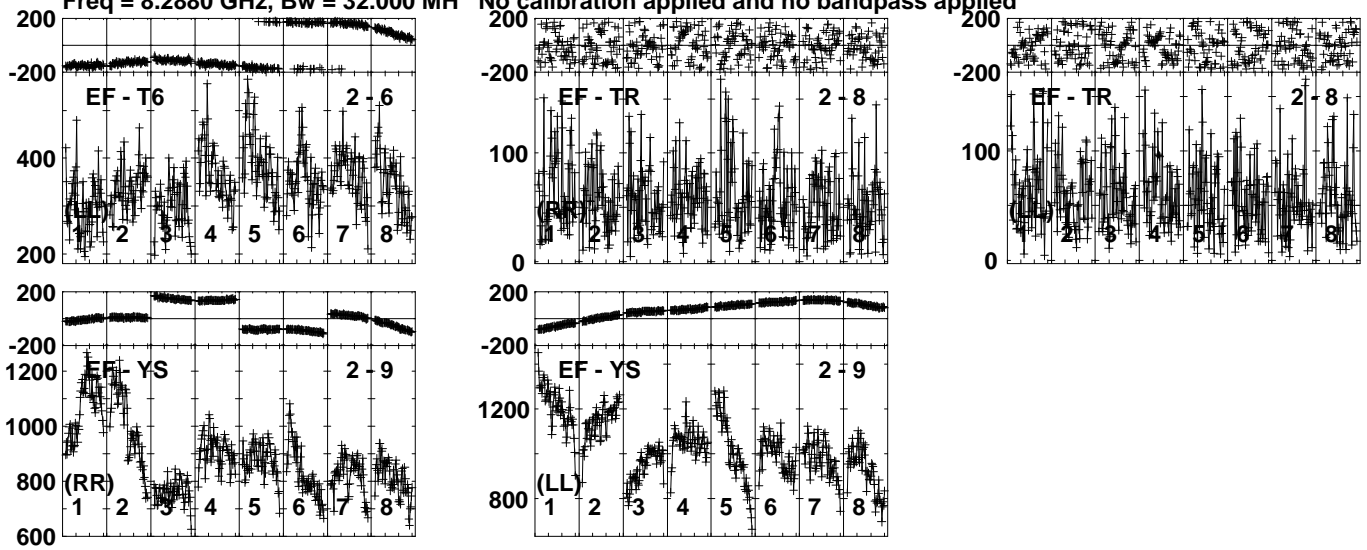 Freq = 8.2880 GHz, Bw = 32.000 MH No calibration applied and no bandpass applied
200
-200
EF - T6 2 - 6
400
200
(LL)
1 2 3 4 5 6 7 8
200
-200
EF - TR 2 - 8
100
0
(RR)
1 2 3 4 5 6 7 8
200
-200
EF - TR 2 - 8
100
0
(LL)
1 2 3 4 5 6 7 8
200
-200
EF - YS 2 - 9
1200
1000
800
600
(RR)
1 2 3 4 5 6 7 8
200
-200
EF - YS 2 - 9
1200
800
(LL)
1 2 3 4 5 6 7 8